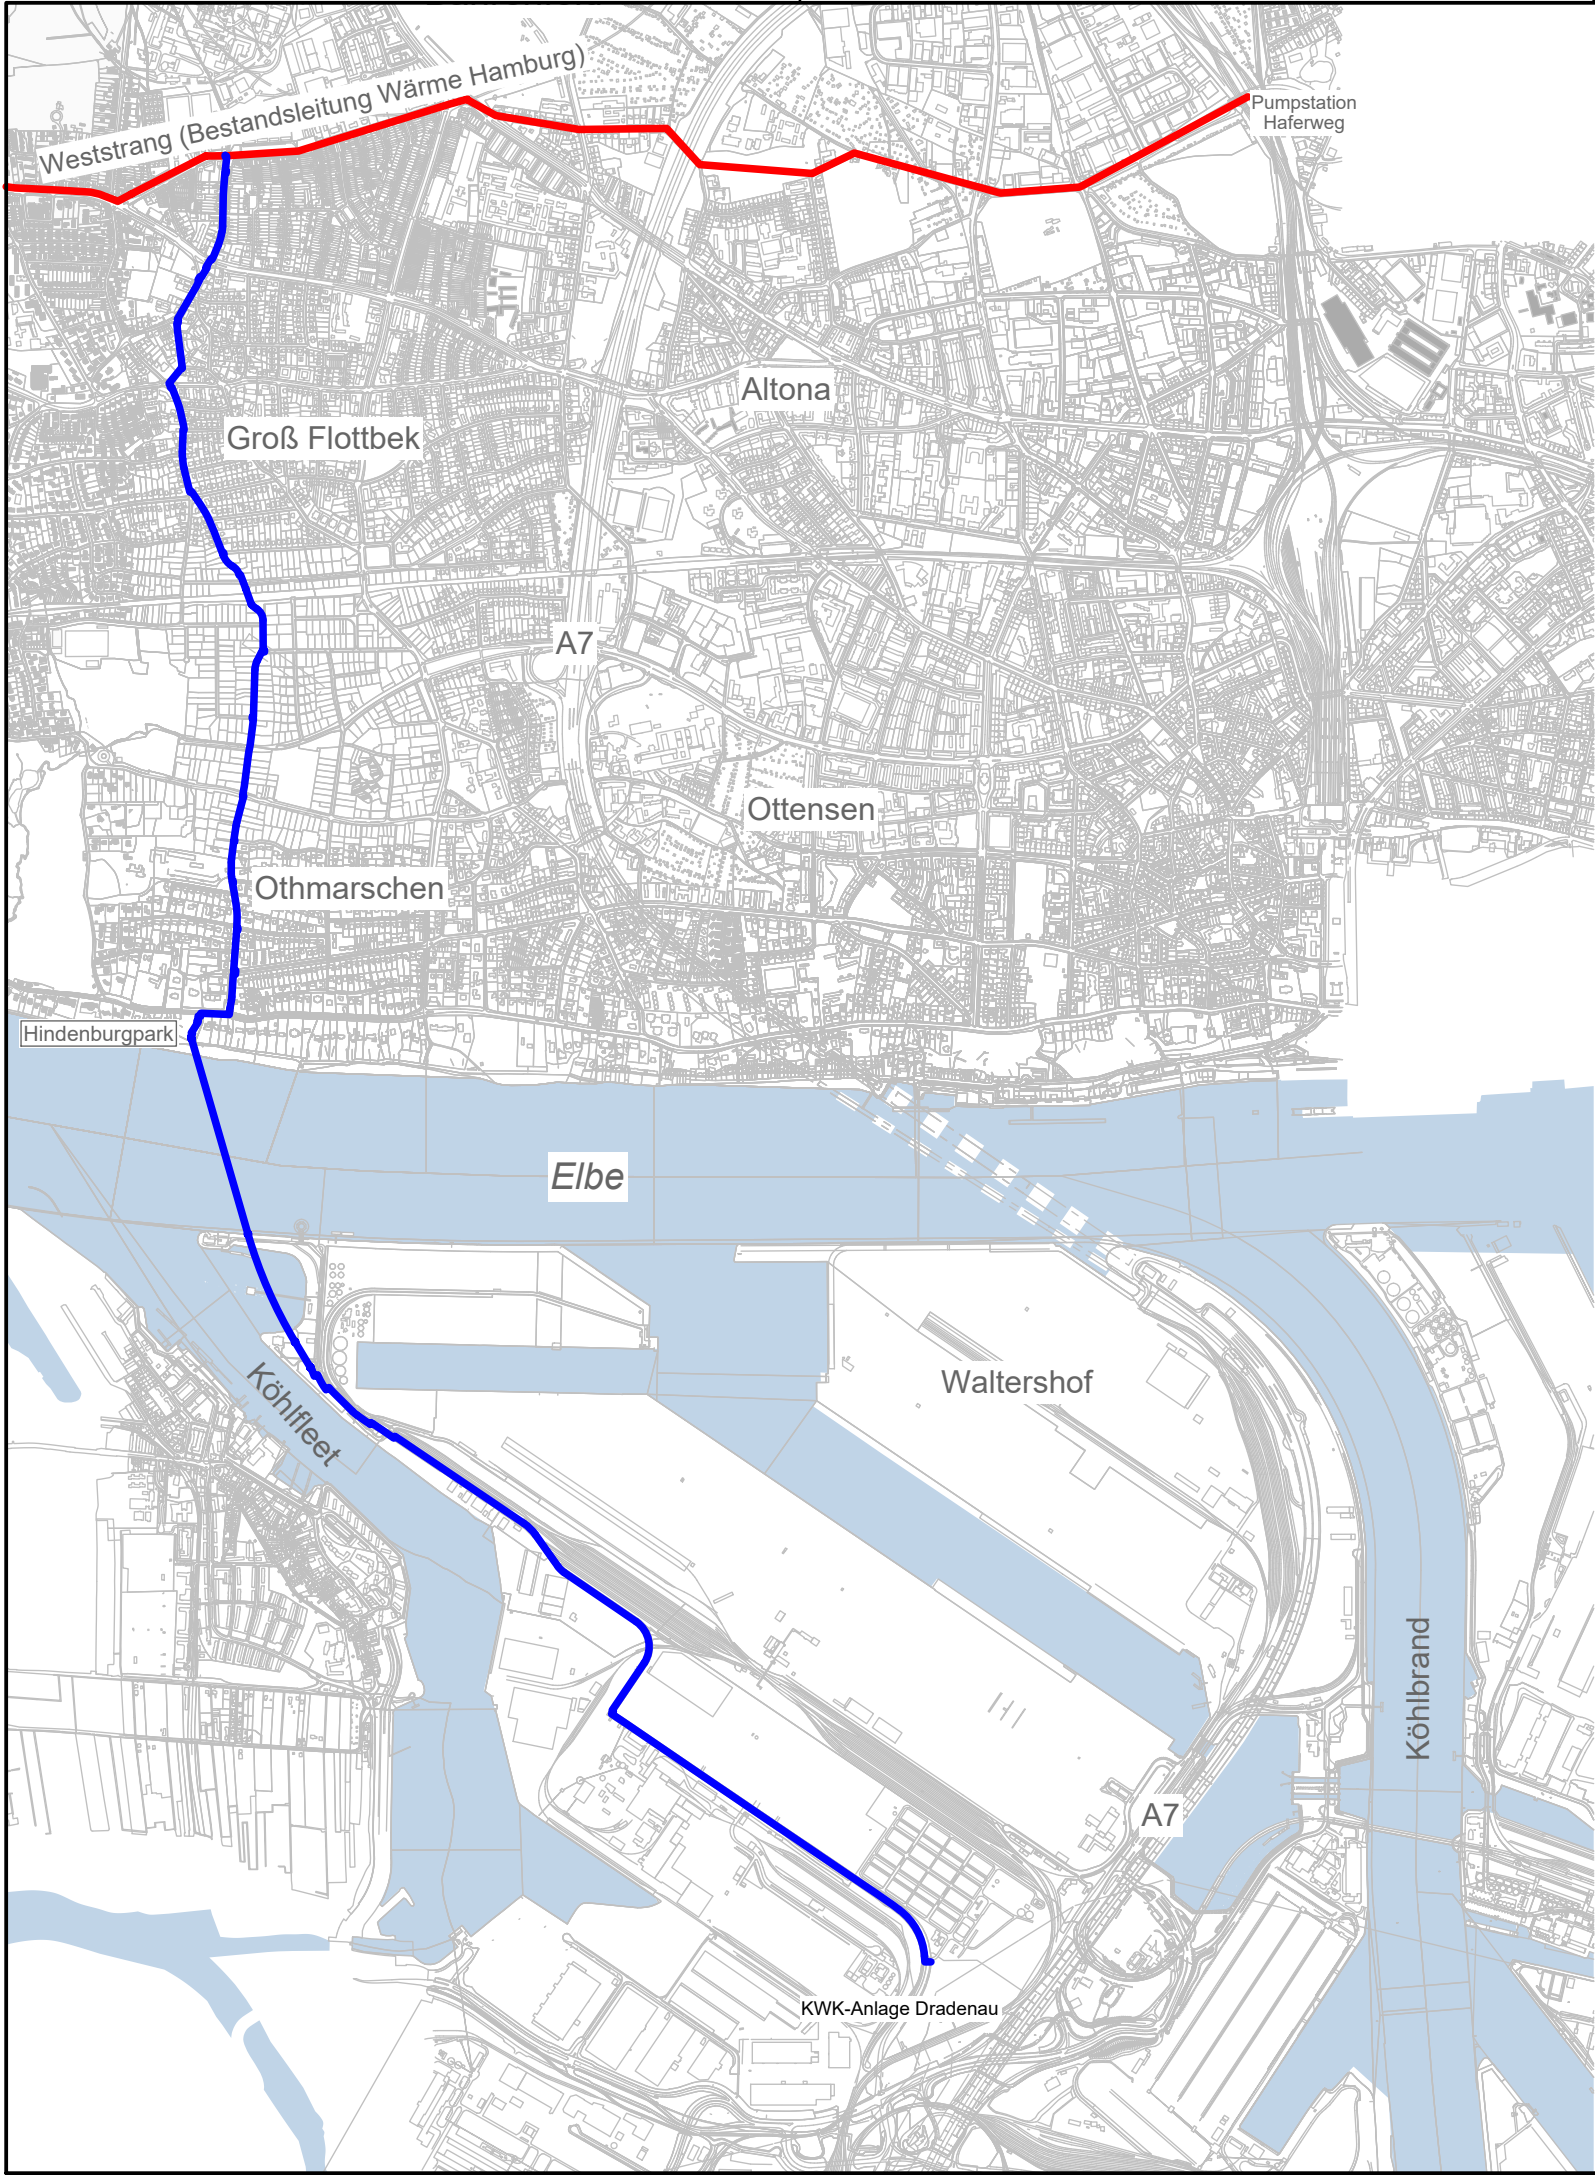 Weststrang (Bestandsleitung Wärme Hamburg)
Pumpstation
Haferweg
Altona
Groß Flottbek
A7
Ottensen
Othmarschen
Hindenburgpark
Elbe
Waltershof
Köhlfleet
Köhlbrand
A7
KWK-Anlage Dradenau